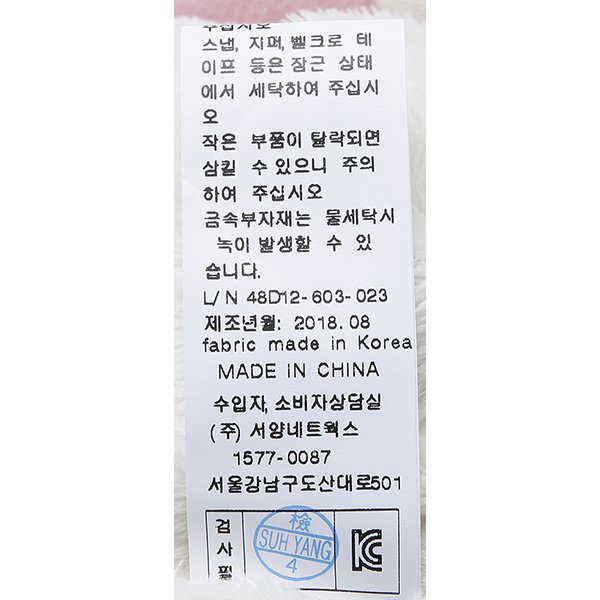 주십시오
스냅, 지퍼, 벨크로 테
이프 등은 잠근 상태
에서 세탁하여 주십시
오
작은 부품이 탈락되면
삼킬 수 있으니 주의
하여 주십시오
금속부자재는 물세탁시
녹이 발생할 수 있
습니다.
L/N 48D12-603-023
제조년월: 2018.08
fabric made in Korea
MADE IN CHINA
수입자, 소비자상담실
(주) 서양네트웍스
1577-0087
서울강남구도산대로501
검사필
檢
SUH YANG
4
KC